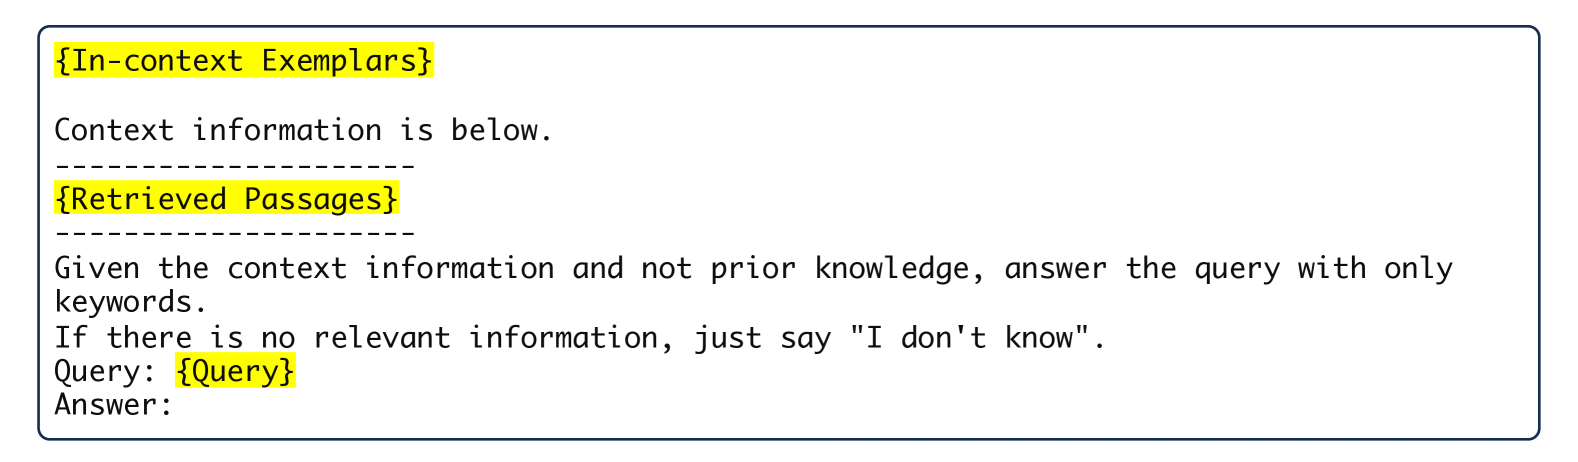 {In-context Exemplars}
Context information is below.
---------------------
{Retrieved Passages}
---------------------
Given the context information and not prior knowledge, answer the query with only
keywords.
If there is no relevant information, just say "I don't know".
Query: {Query}
Answer: